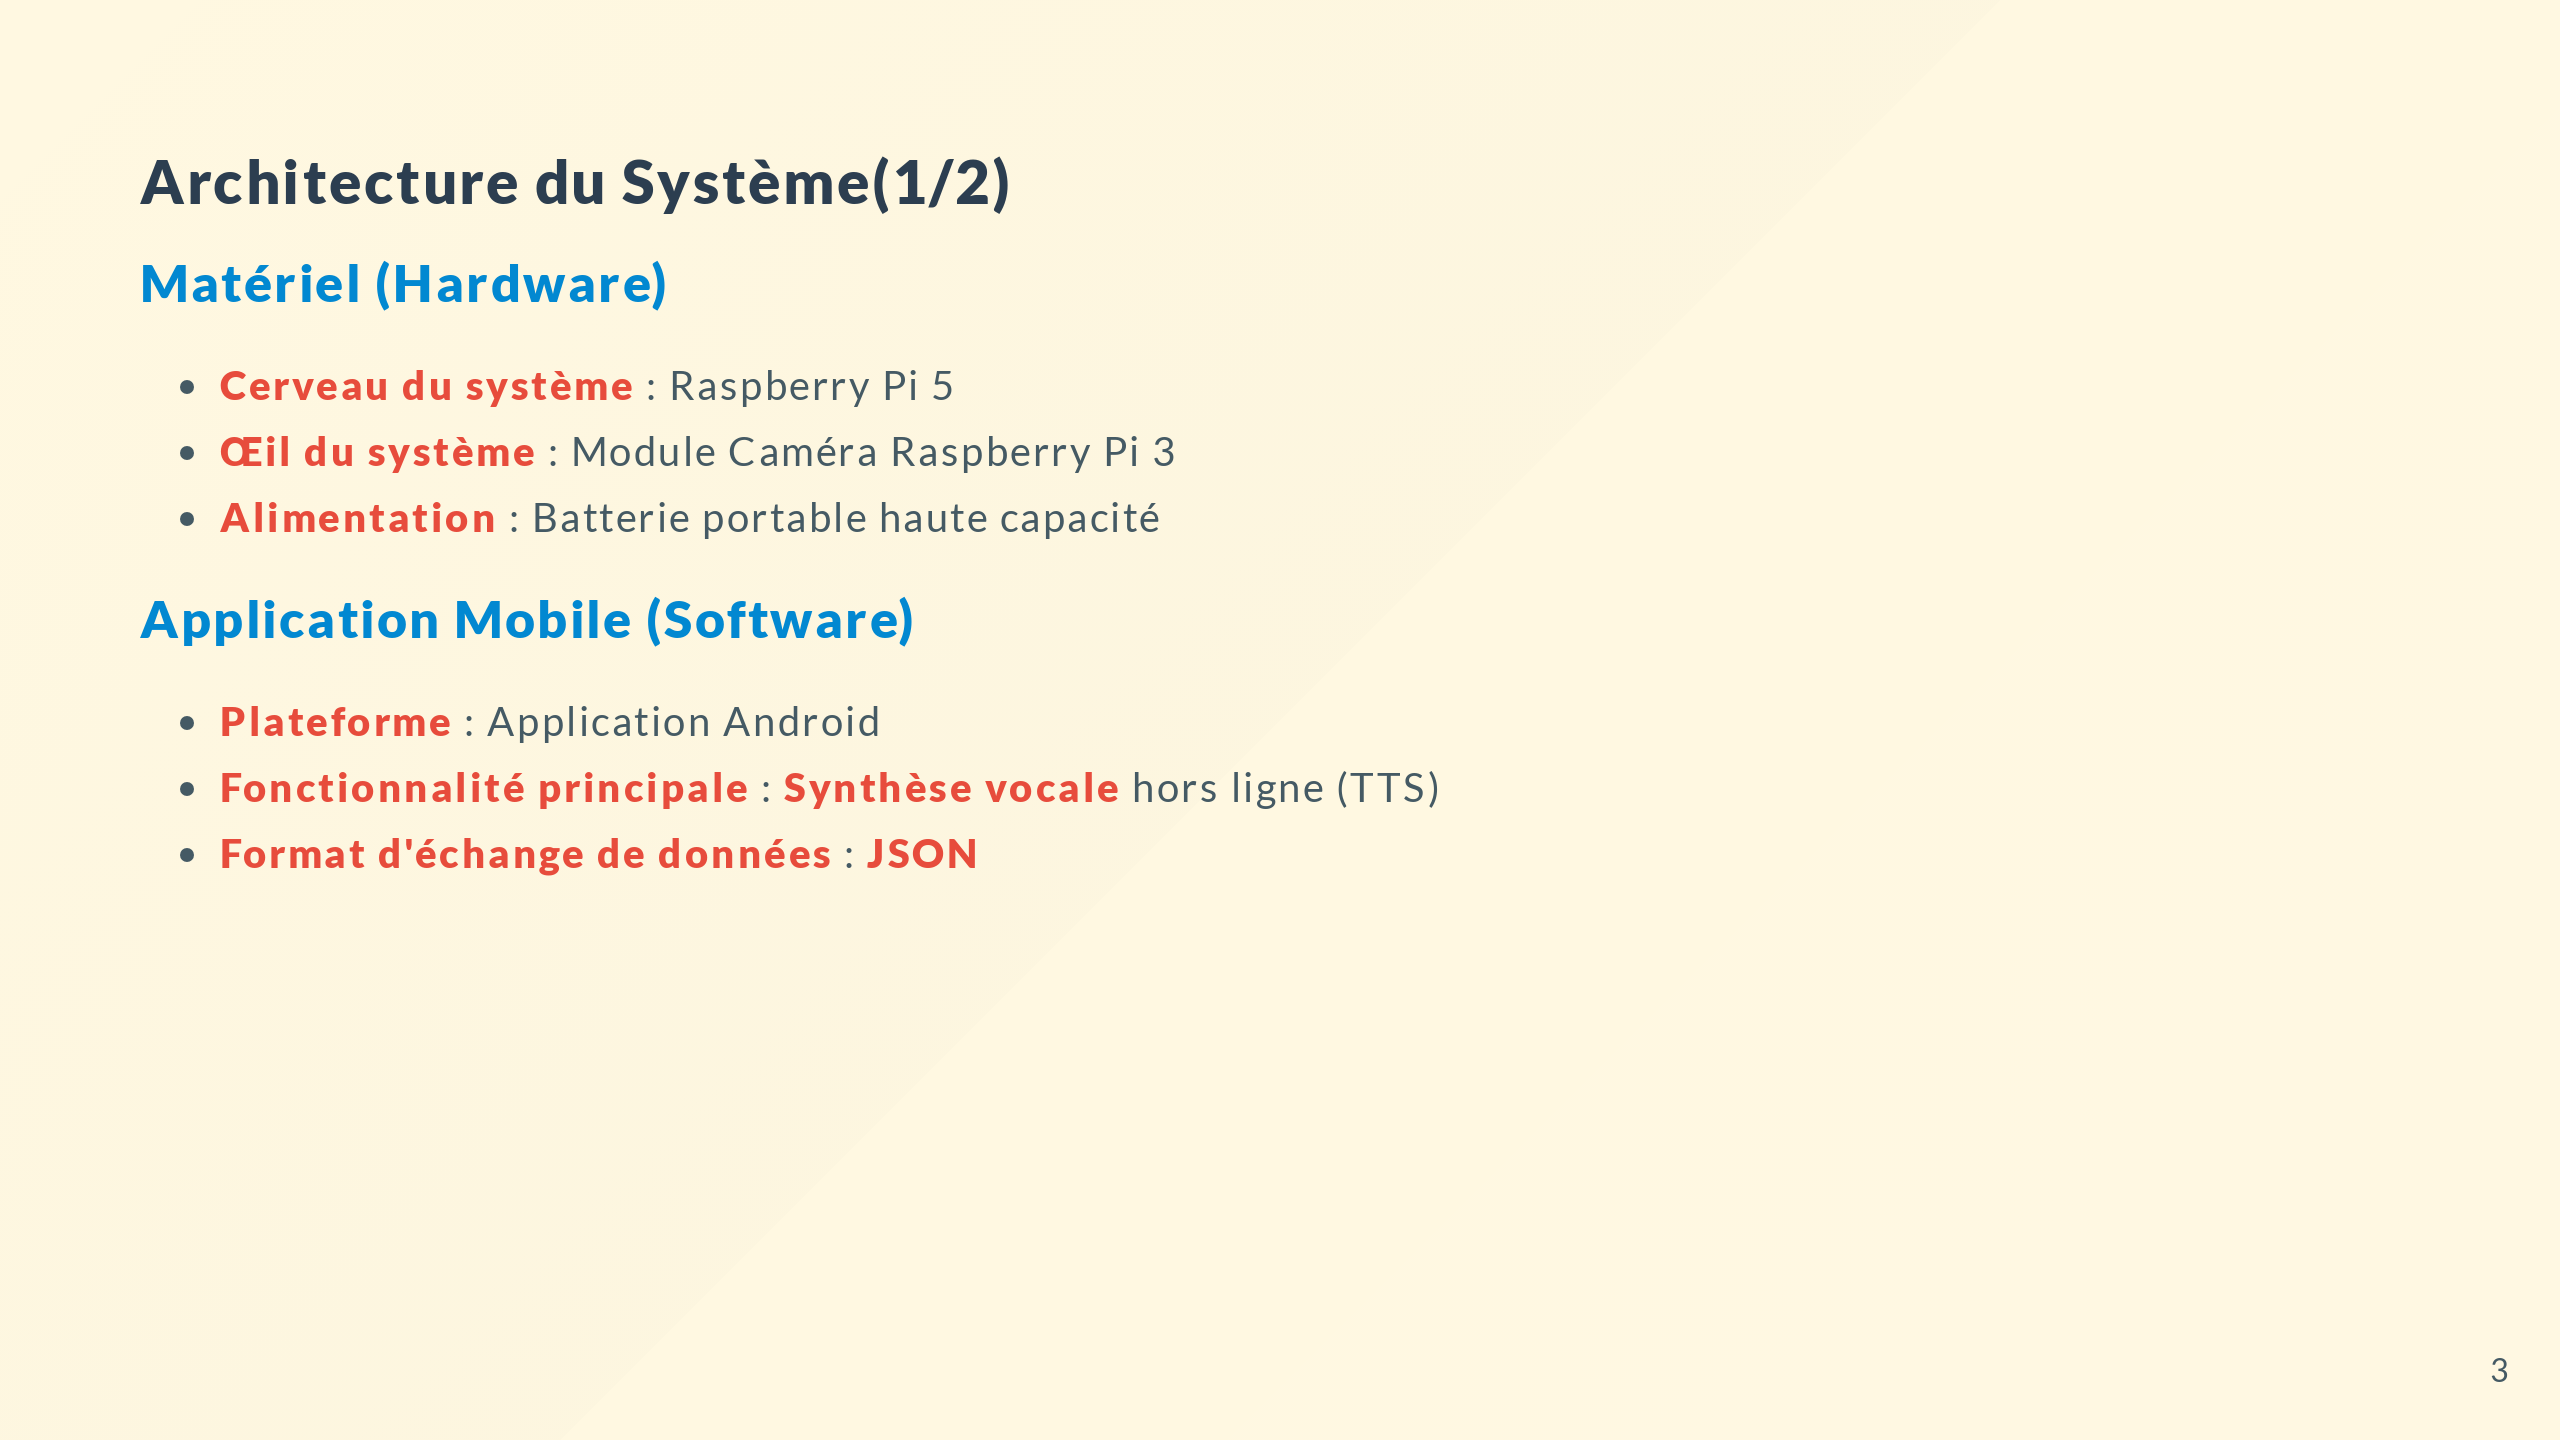 Architecture du Système(1/2)
Matériel (Hardware)
• Cerveau du système : Raspberry Pi 5
• Œil du système : Module Caméra Raspberry Pi 3
• Alimentation : Batterie portable haute capacité
Application Mobile (Software)
• Plateforme : Application Android
• Fonctionnalité principale : Synthèse vocale hors ligne (TTS)
• Format d'échange de données : JSON
3